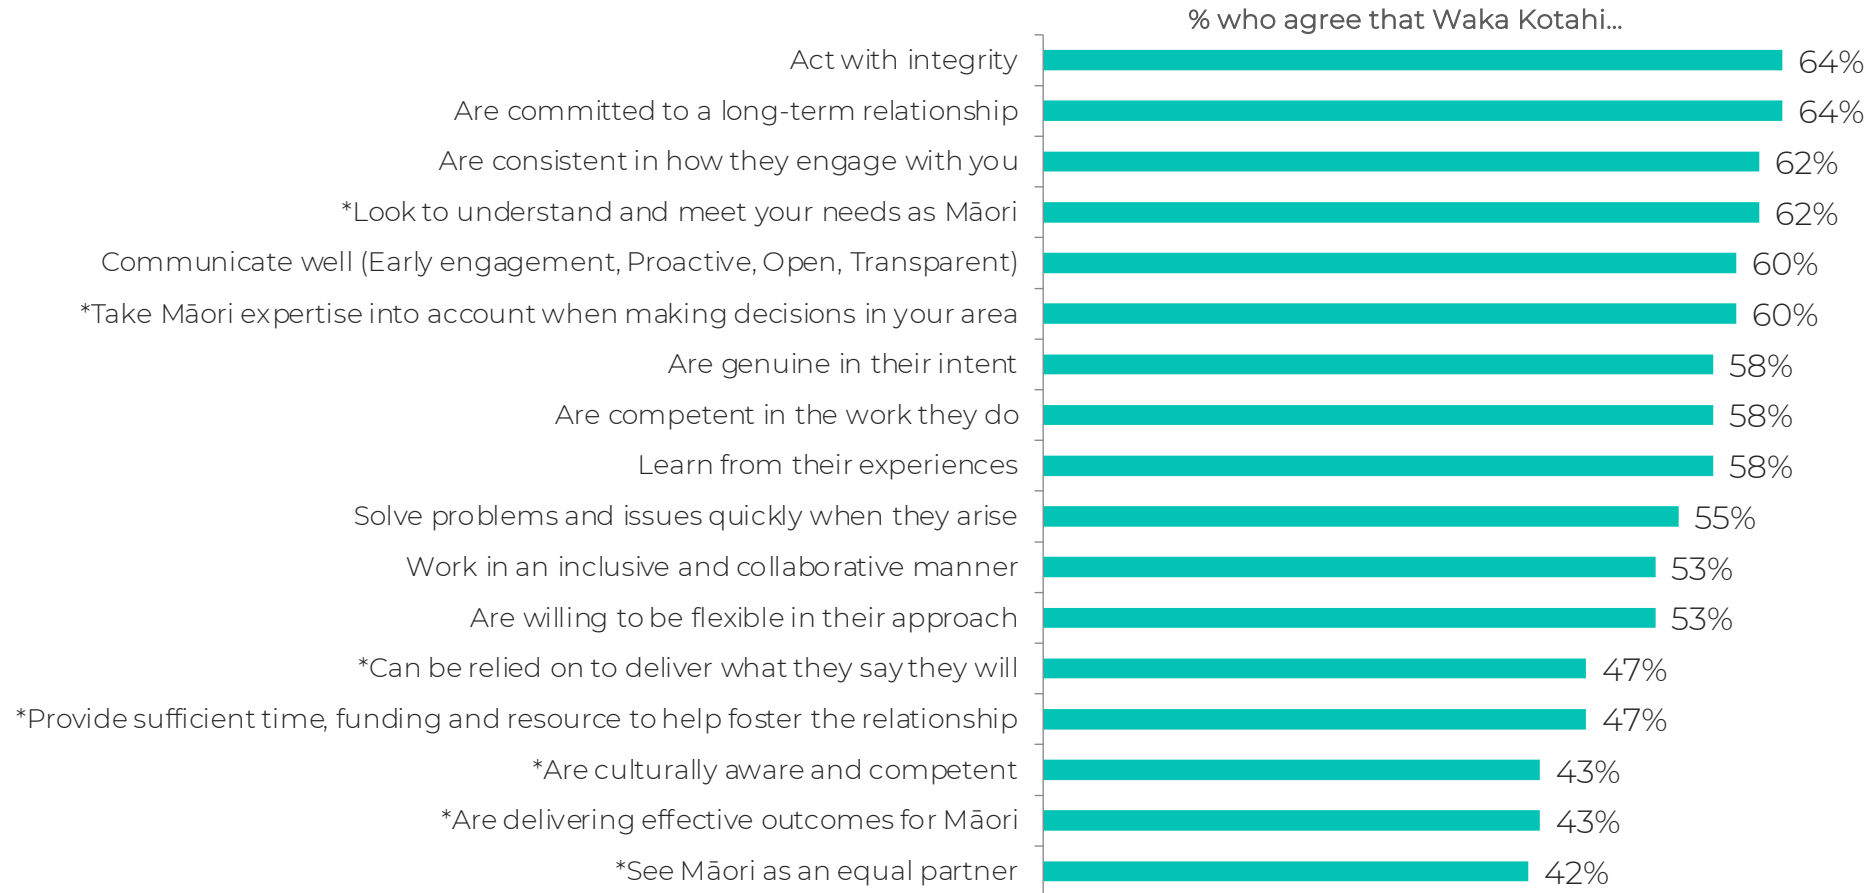 % who agree that Waka Kotahi...
Act with integrity 64%
Are committed to a long-term relationship 64%
Are consistent in how they engage with you 62%
*Look to understand and meet your needs as Māori 62%
Communicate well (Early engagement, Proactive, Open, Transparent) 60%
*Take Māori expertise into account when making decisions in your area 60%
Are genuine in their intent 58%
Are competent in the work they do 58%
Learn from their experiences 58%
Solve problems and issues quickly when they arise 55%
Work in an inclusive and collaborative manner 53%
Are willing to be flexible in their approach 53%
*Can be relied on to deliver what they say they will 47%
*Provide sufficient time, funding and resource to help foster the relationship 47%
*Are culturally aware and competent 43%
*Are delivering effective outcomes for Māori 43%
*See Māori as an equal partner 42%